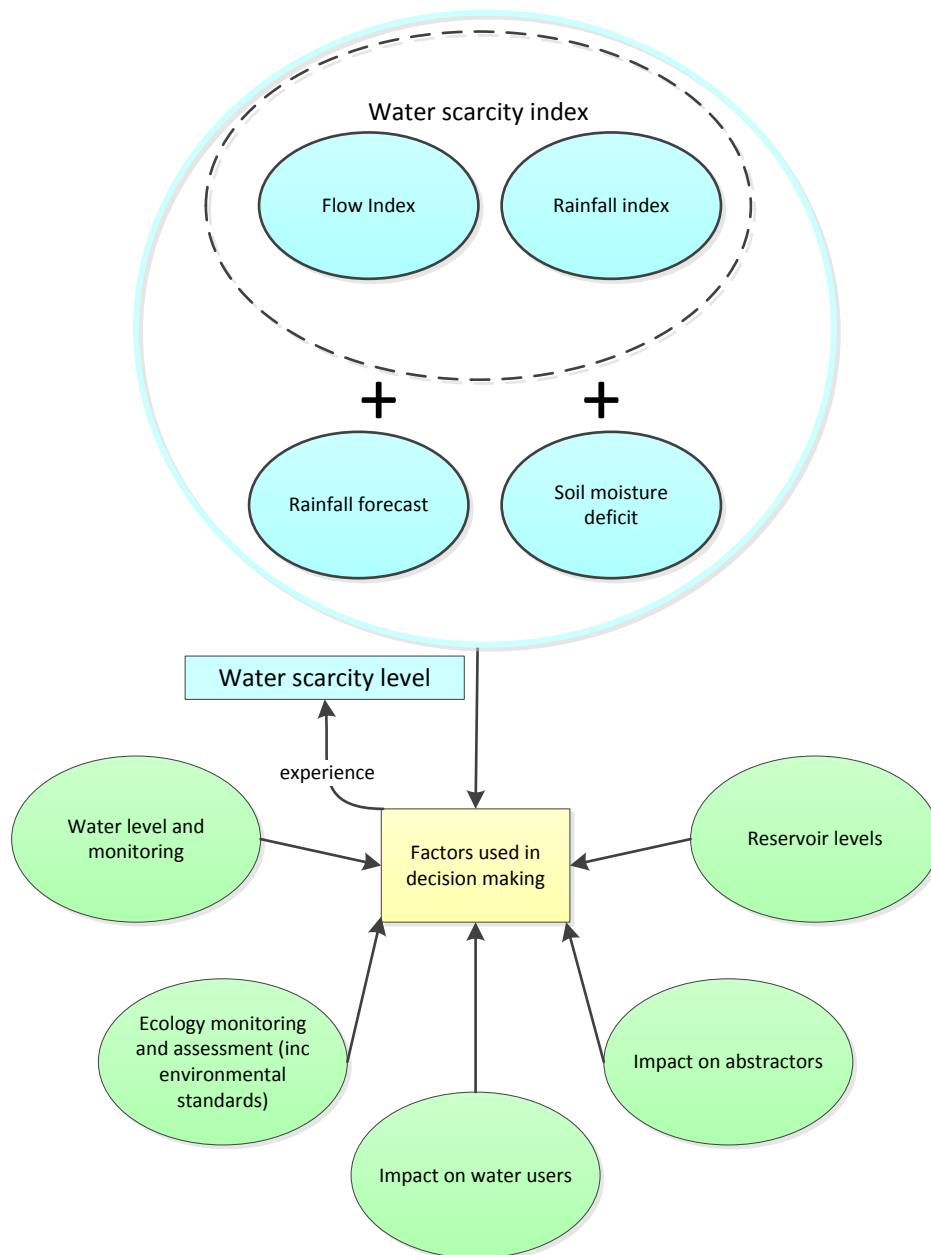 Water scarcity index
Flow Index
Rainfall index
+
+
Rainfall forecast
Soil moisture
deficit
Water scarcity level
experience
Water level and
monitoring
Factors used in
decision making
Reservoir levels
Ecology monitoring
and assessment (inc
environmental
standards)
Impact on abstractors
Impact on water users